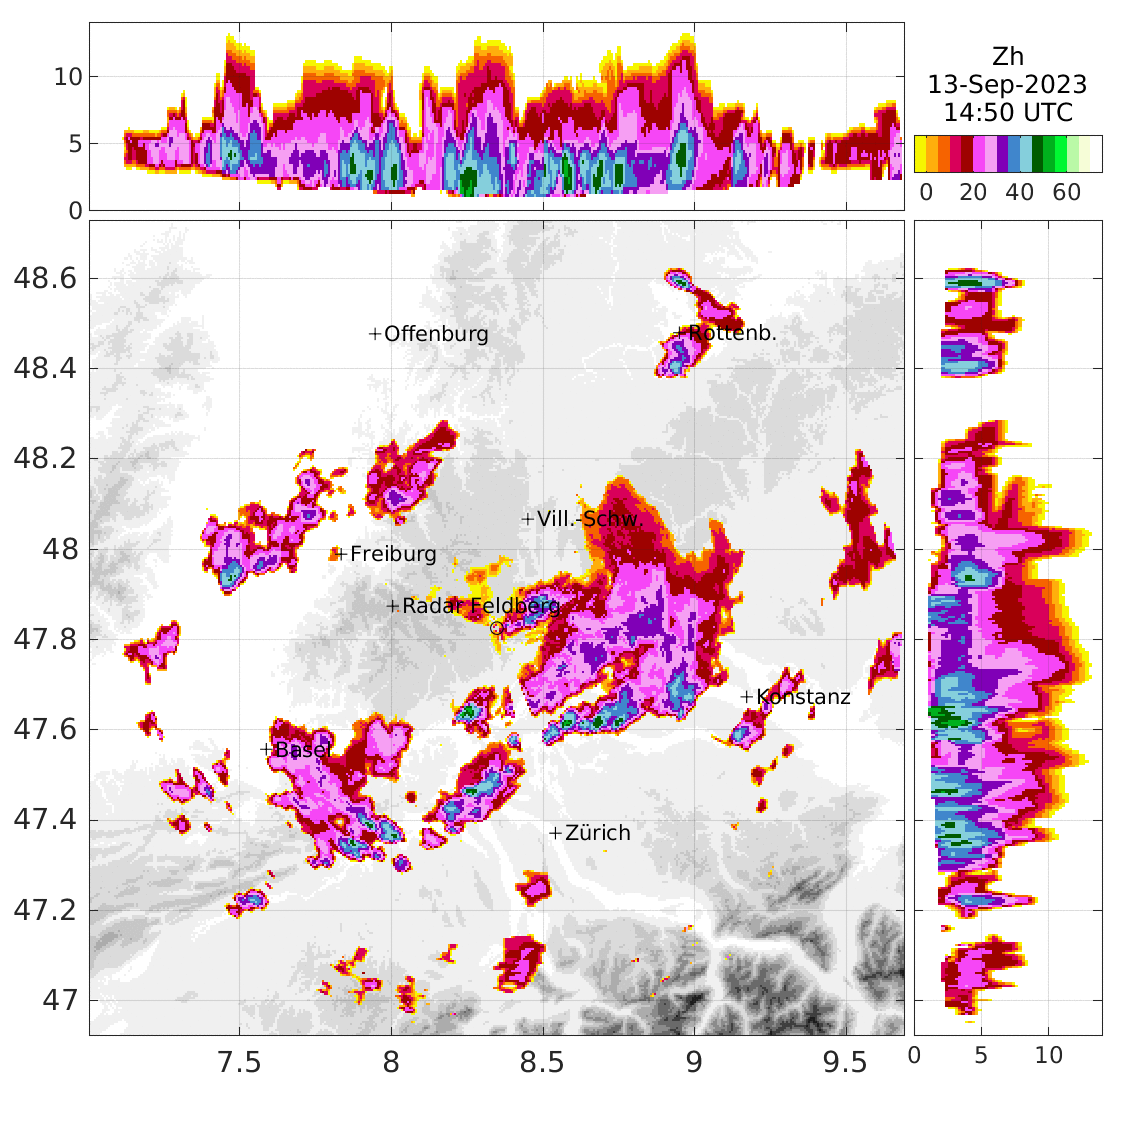 10
5
0
Zh
13-Sep-2023
14:50 UTC
0 20 40 60
48.6
48.4
48.2
48
47.8
47.6
47.4
47.2
47
+Offenburg
+Rottenb.
+Vill.-Schw.
+Freiburg
+Radar Feldberg
+Konstanz
+Basel
+Zürich
7.5 8 8.5 9 9.5
0 5 10